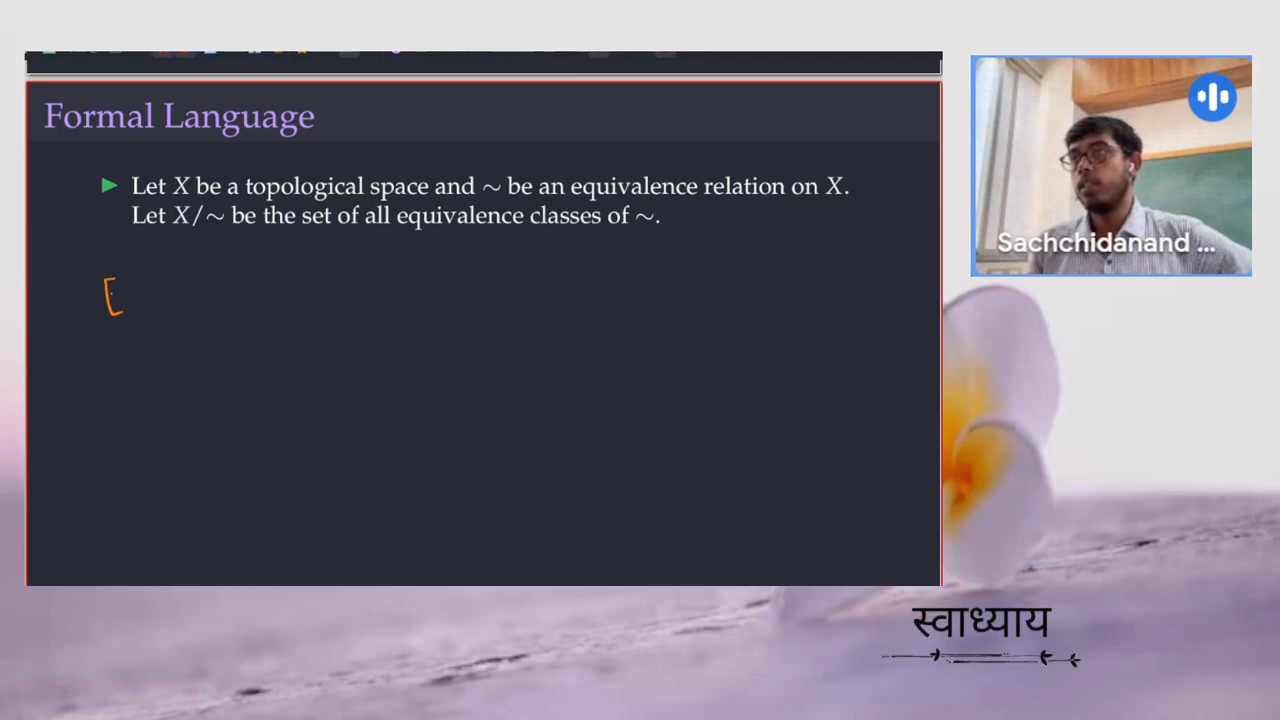 Formal Language
Let X be a topological space and ∼ be an equivalence relation on X.
Let X/∼ be the set of all equivalence classes of ∼.
[
Sachchidanand ...
स्वाध्याय